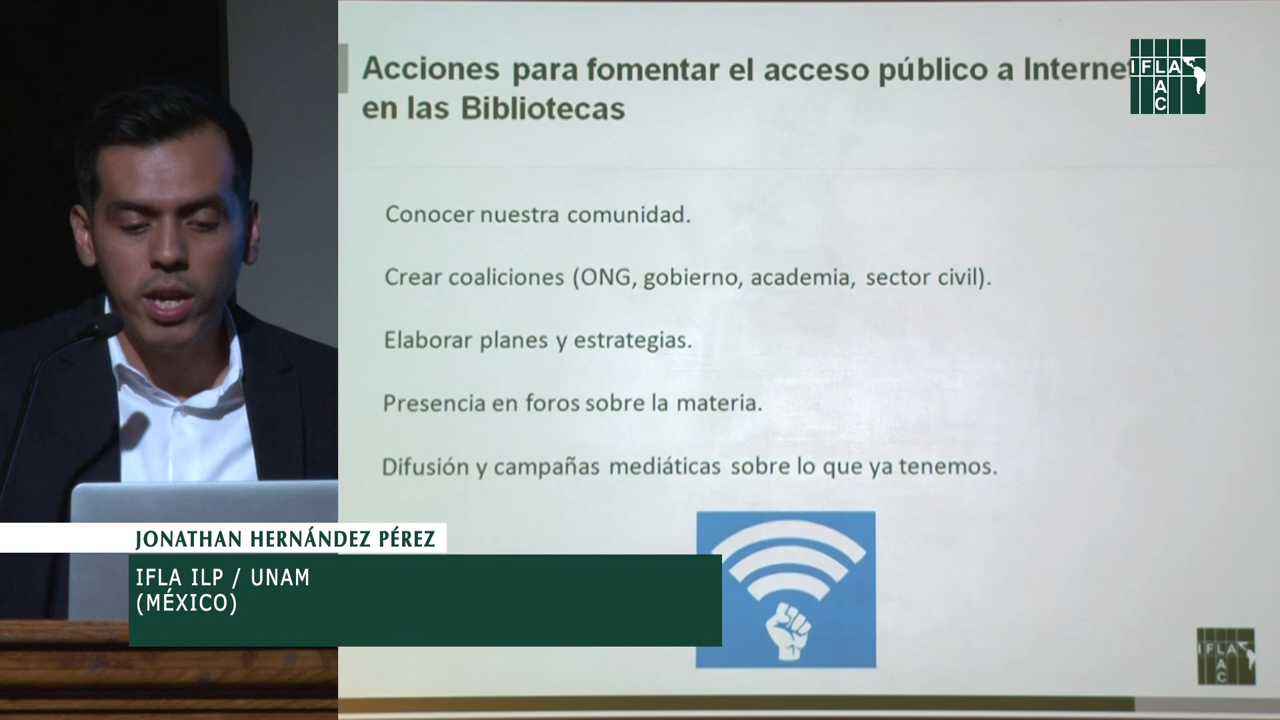 Acciones para fomentar el acceso público a Interne
en las Bibliotecas
IFLA
A
C
Conocer nuestra comunidad.
Crear coaliciones (ONG, gobierno, academia, sector civil).
Elaborar planes y estrategias.
Presencia en foros sobre la materia.
Difusión y campañas mediáticas sobre lo que ya tenemos.
JONATHAN HERNÁNDEZ PÉREZ
IFLA ILP / UNAM
(MÉXICO)
IFLA
A
C